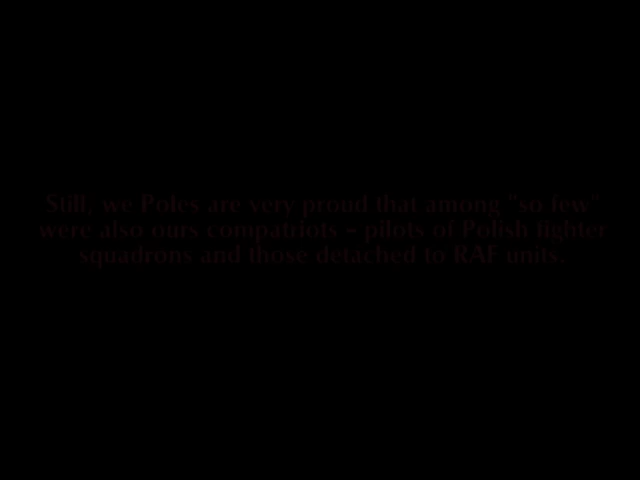 Still, we Poles are very proud that among "so few"
were also ours compatriots – pilots of Polish fighter
squadrons and those detached to RAF units.